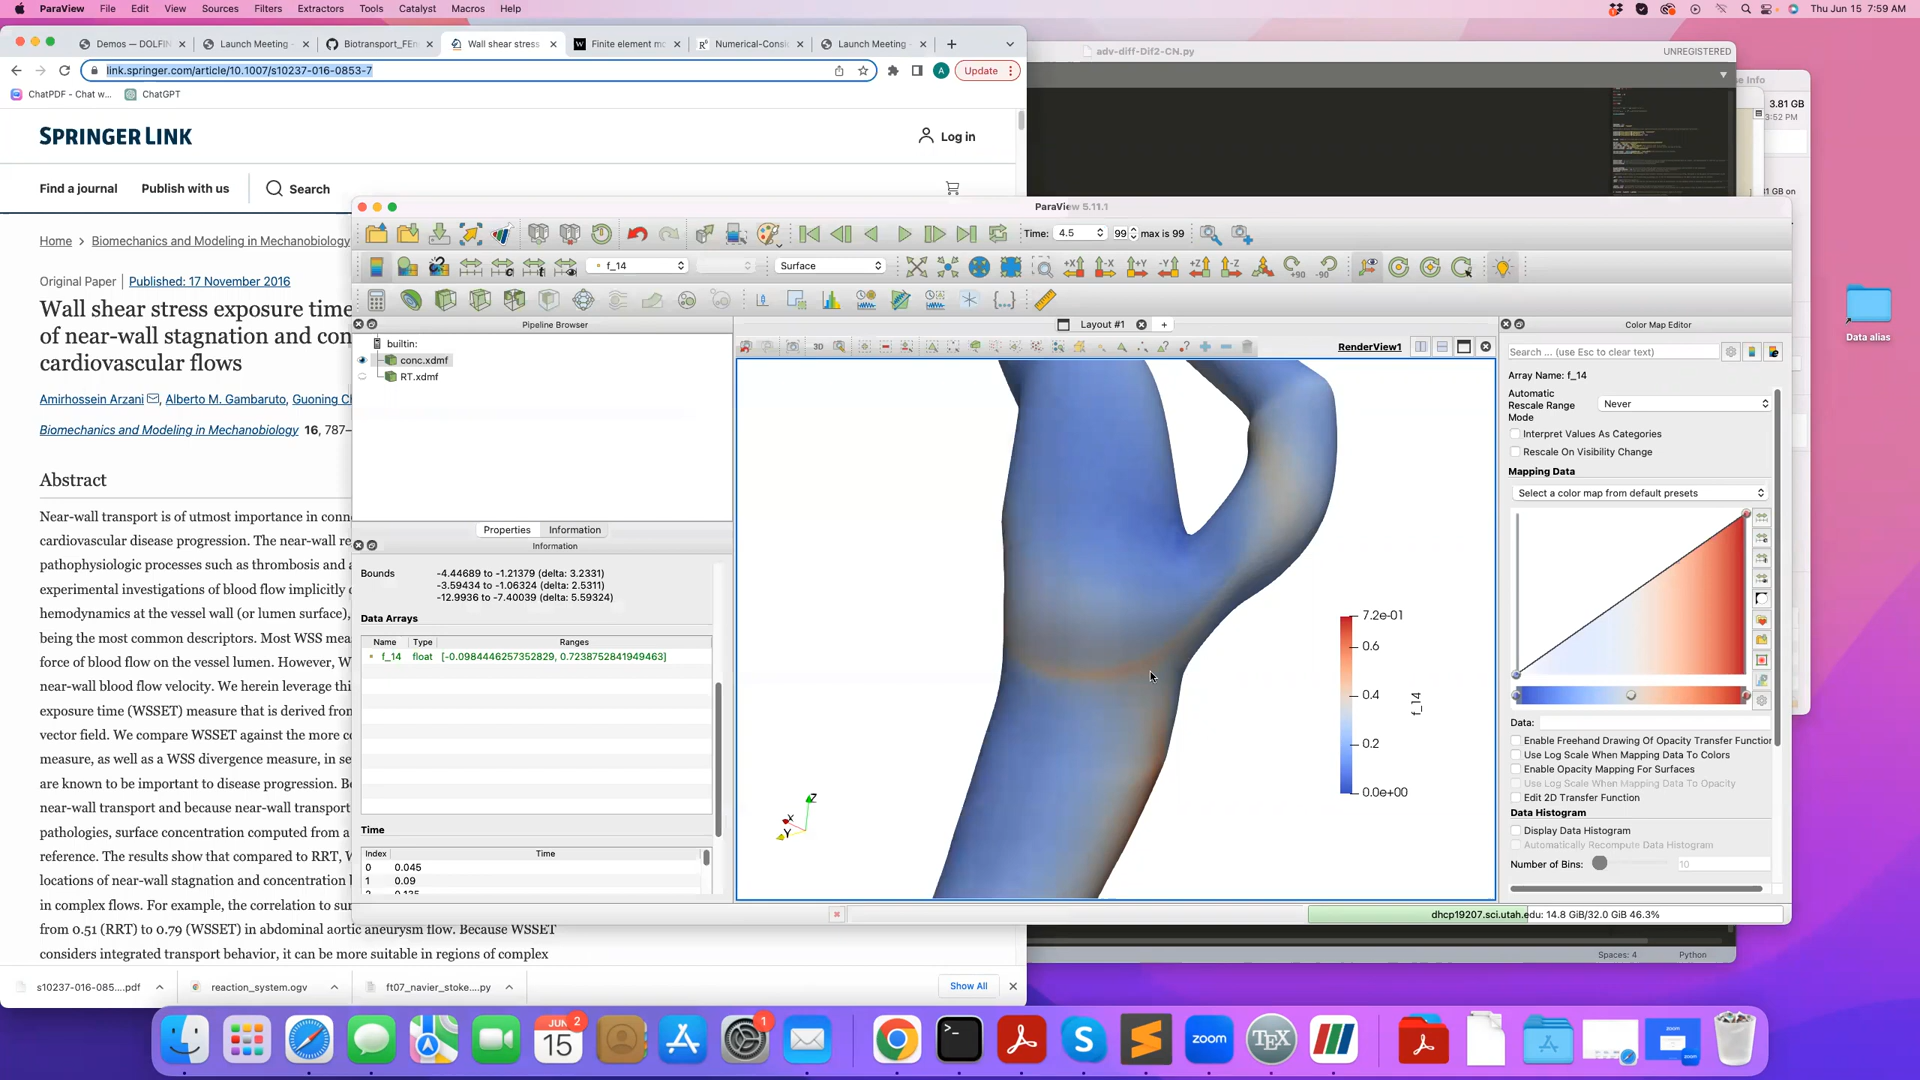 ParaView File Edit View Sources Filters Extractors Tools Catalyst Macros Help
Thu Jun 15 7:59 AM
Demos — DOLFIN
Launch Meeting -
Biotransport_FEn
Wall shear stress
Finite element mo
Numerical-Consid
Launch Meeting -
link.springer.com/article/10.1007/s10237-016-0853-7
Update
ChatPDF - Chat w...
ChatGPT
adv-diff-Dif2-CN.py
UNREGISTERED
3.81 GB
3:52 PM
SPRINGER LINK
Log in
Find a journal
Publish with us
Search
Home
Biomechanics and Modeling in Mechanobiology
Original Paper
Published: 17 November 2016
Wall shear stress exposure time
of near-wall stagnation and con
cardiovascular flows
Amirhossein Arzani, Alberto M. Gambaruto, Guoning Ch
Biomechanics and Modeling in Mechanobiology 16, 787–
Abstract
Near-wall transport is of utmost importance in conne
cardiovascular disease progression. The near-wall re
pathophysiologic processes such as thrombosis and a
experimental investigations of blood flow implicitly
hemodynamics at the vessel wall (or lumen surface),
being the most common descriptors. Most WSS mea
force of blood flow on the vessel lumen. However, W
near-wall blood flow velocity. We herein leverage thi
exposure time (WSSET) measure that is derived from
vector field. We compare WSSET against the more co
measure, as well as a WSS divergence measure, in se
are known to be important to disease progression. Be
near-wall transport and because near-wall transport
pathologies, surface concentration computed from a
reference. The results show that compared to RRT, W
locations of near-wall stagnation and concentration b
in complex flows. For example, the correlation to sur
from 0.51 (RRT) to 0.79 (WSSET) in abdominal aortic aneurysm flow. Because WSSET
considers integrated transport behavior, it can be more suitable in regions of complex
s10237-016-085....pdf
reaction_system.ogv
ft07_navier_stoke....py
Show All
ParaView 5.11.1
Time: 4.5 99 max is 99
f_14
Surface
Pipeline Browser
builtin:
conc.xdmf
RT.xdmf
Properties
Information
Information
Bounds
-4.44689 to -1.21379 (delta: 3.2331)
-3.59434 to -1.06324 (delta: 2.5311)
-12.9936 to -7.40039 (delta: 5.59324)
Data Arrays
Name Type Ranges
f_14 float [-0.0984446257352829, 0.7238752841949463]
Time
Index Time
0 0.045
1 0.09
Layout #1
3D
RenderView1
X
Y
Z
7.2e-01
0.6
0.4
0.2
0.0e+00
f_14
Color Map Editor
Search ... (use Esc to clear text)
Array Name: f_14
Automatic
Rescale Range
Mode
Never
Interpret Values As Categories
Rescale On Visibility Change
Mapping Data
Select a color map from default presets
Data:
Enable Freehand Drawing Of Opacity Transfer Function
Use Log Scale When Mapping Data To Colors
Enable Opacity Mapping For Surfaces
Use Log Scale When Mapping Data To Opacity
Edit 2D Transfer Function
Data Histogram
Display Data Histogram
Automatically Recompute Data Histogram
Number of Bins: 10
dhcp19207.sci.utah.edu: 14.8 GiB/32.0 GiB 46.3%
Spaces: 4
Python
Data alias
JUN
15
2
1
zoom
TEX